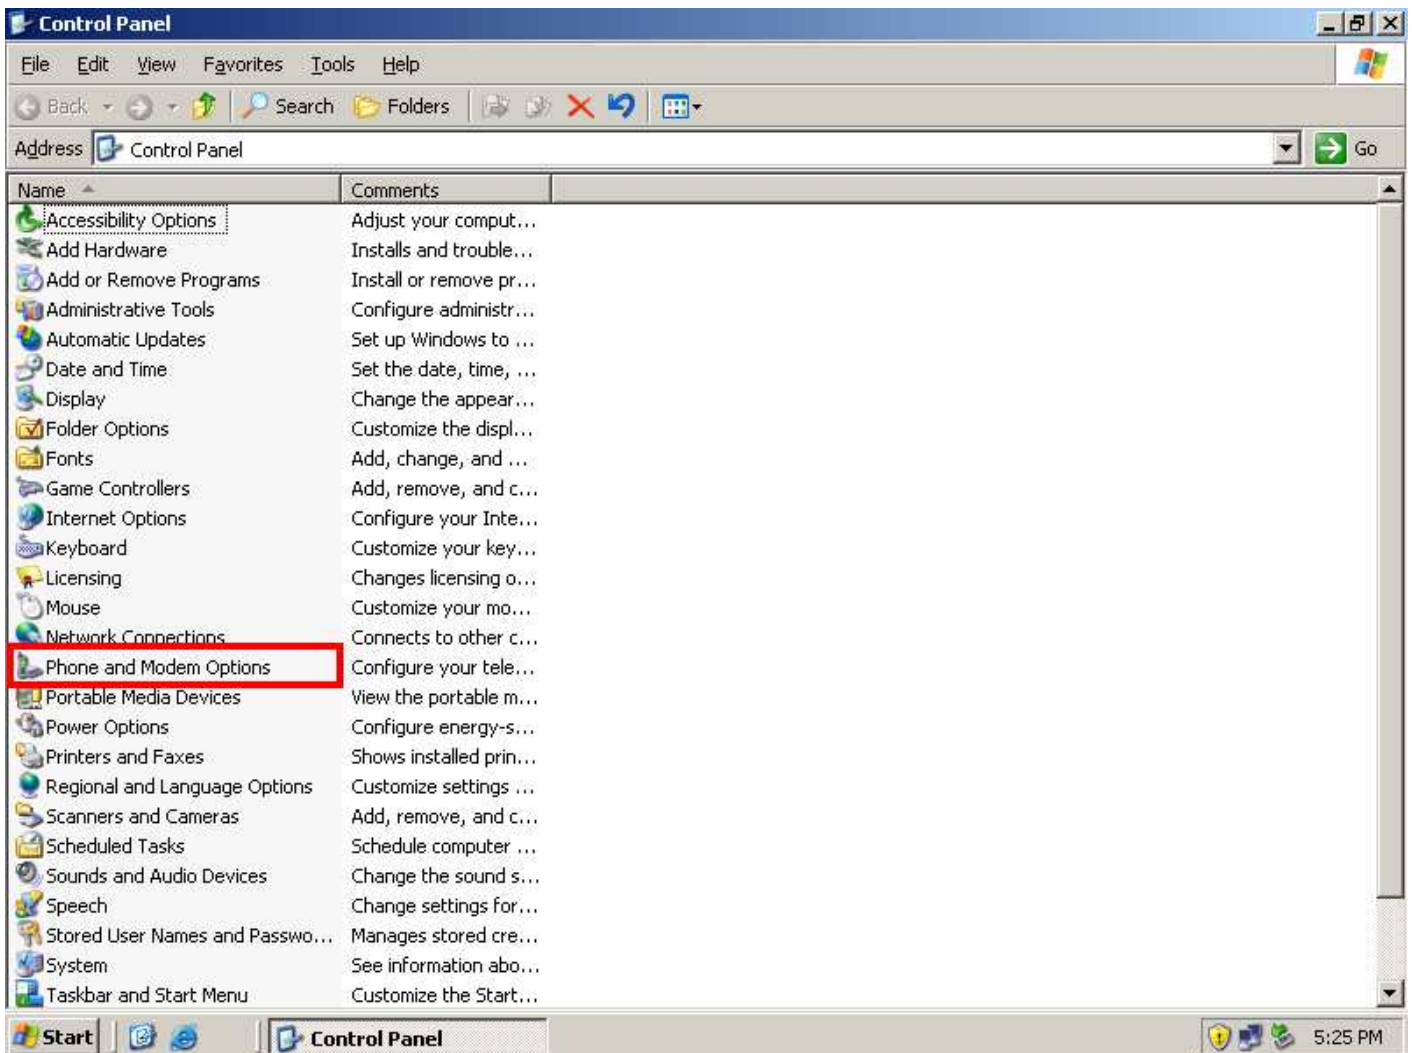 Control Panel
File Edit View Favorites Tools Help
Back Search Folders
Address Control Panel Go
Name Comments
Accessibility Options Adjust your comput...
Add Hardware Installs and trouble...
Add or Remove Programs Install or remove pr...
Administrative Tools Configure administr...
Automatic Updates Set up Windows to ...
Date and Time Set the date, time, ...
Display Change the appear...
Folder Options Customize the displ...
Fonts Add, change, and ...
Game Controllers Add, remove, and c...
Internet Options Configure your Inte...
Keyboard Customize your key...
Licensing Changes licensing o...
Mouse Customize your mo...
Network Connections Connects to other c...
Phone and Modem Options Configure your tele...
Portable Media Devices View the portable m...
Power Options Configure energy-s...
Printers and Faxes Shows installed prin...
Regional and Language Options Customize settings ...
Scanners and Cameras Add, remove, and c...
Scheduled Tasks Schedule computer ...
Sounds and Audio Devices Change the sound s...
Speech Change settings for...
Stored User Names and Passwo... Manages stored cre...
System See information abo...
Taskbar and Start Menu Customize the Start...
Start Control Panel 5:25 PM